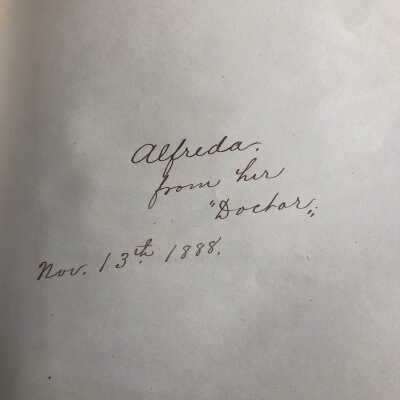 Alfreda.
from her
"Doctor."
Nov. 13th 1888.